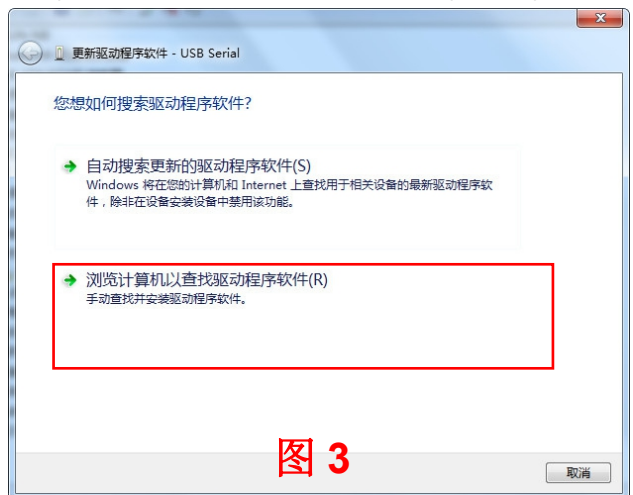 更新驱动程序软件 - USB Serial
您想如何搜索驱动程序软件?
自动搜索更新的驱动程序软件(S)
Windows 将在您的计算机和 Internet 上查找用于相关设备的最新驱动程序软
件，除非在设备安装设备中禁用该功能。
浏览计算机以查找驱动程序软件(R)
手动查找并安装驱动程序软件。
图 3
取消